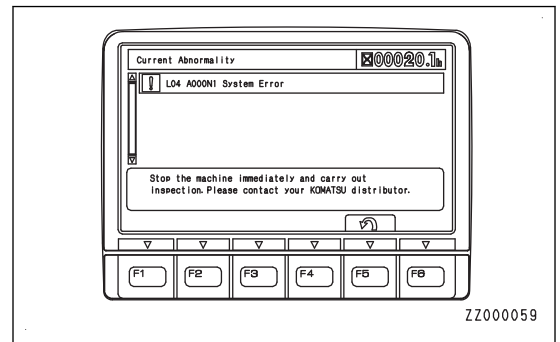 Current Abnormality 00020.1h
! L04 A000N1 System Error
Stop the machine immediately and carry out
inspection. Please contact your KOMATSU distributor.
F1 F2 F3 F4 F5 F6
ZZ000059